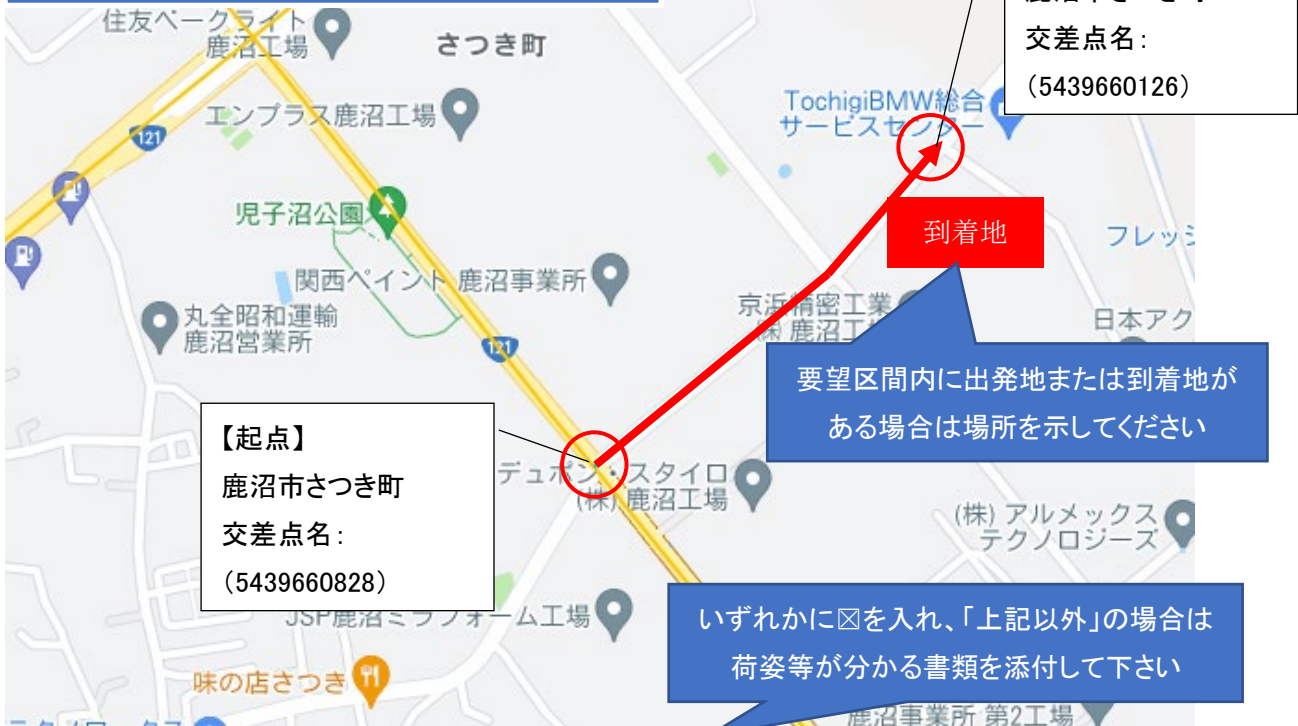 住友ベークライト
鹿沼工場
さつき町
交差点名：
(5439660126)
エンプラス鹿沼工場
121
TochigiBMW総合
サービスセンター
児子沼公園
到着地
フレッシ
関西ペイント 鹿沼事業所
丸全昭和運輸
鹿沼営業所
121
京浜精密工業
㈱ 鹿沼工
日本アク
要望区間内に出発地または到着地が
ある場合は場所を示してください
【起点】
鹿沼市さつき町
交差点名：
(5439660828)
デュポン・スタイロ
(株) 鹿沼工場
(株) アルメックス
テクノロジーズ
いずれかに☒を入れ、「上記以外」の場合は
荷姿等が分かる書類を添付して下さい
JSP鹿沼ミラフォーム工場
味の店さつき
鹿沼事業所 第2工場